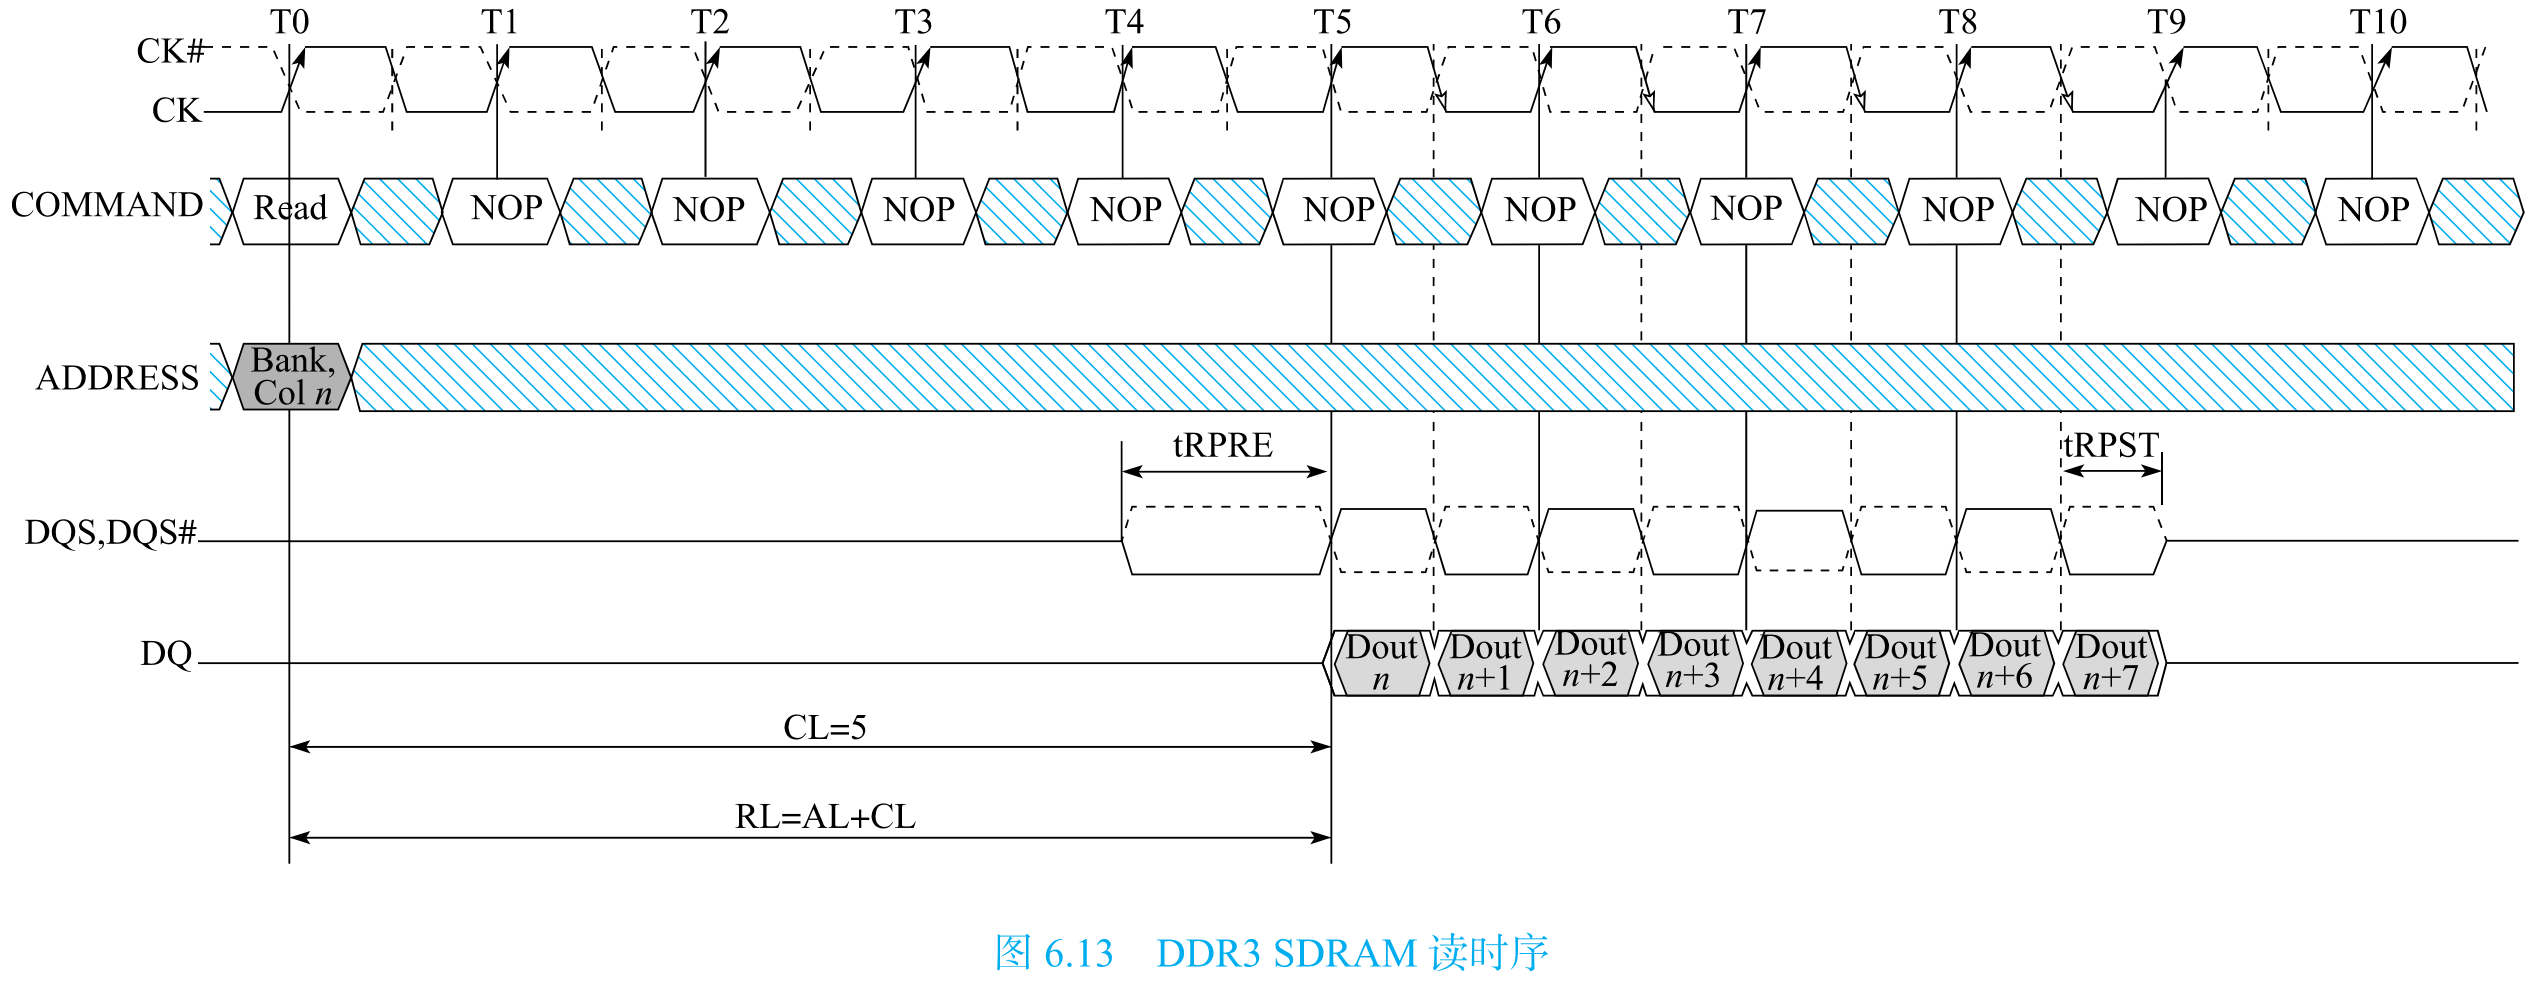 T0 T1 T2 T3 T4 T5 T6 T7 T8 T9 T10
CK#
CK
COMMAND Read NOP NOP NOP NOP NOP NOP NOP NOP NOP NOP
ADDRESS Bank,
Col n
tRPRE tRPST
DQS,DQS#
DQ Dout Dout Dout Dout Dout Dout Dout Dout
n n+1 n+2 n+3 n+4 n+5 n+6 n+7
CL=5
RL=AL+CL
图 6.13 DDR3 SDRAM 读时序